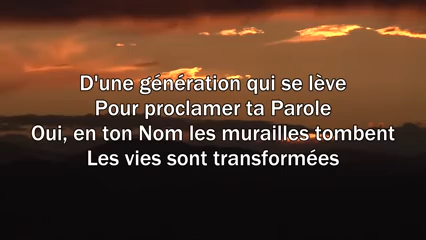 D'une génération qui se lève
Pour proclamer ta Parole
Oui, en ton Nom les murailles tombent
Les vies sont transformées